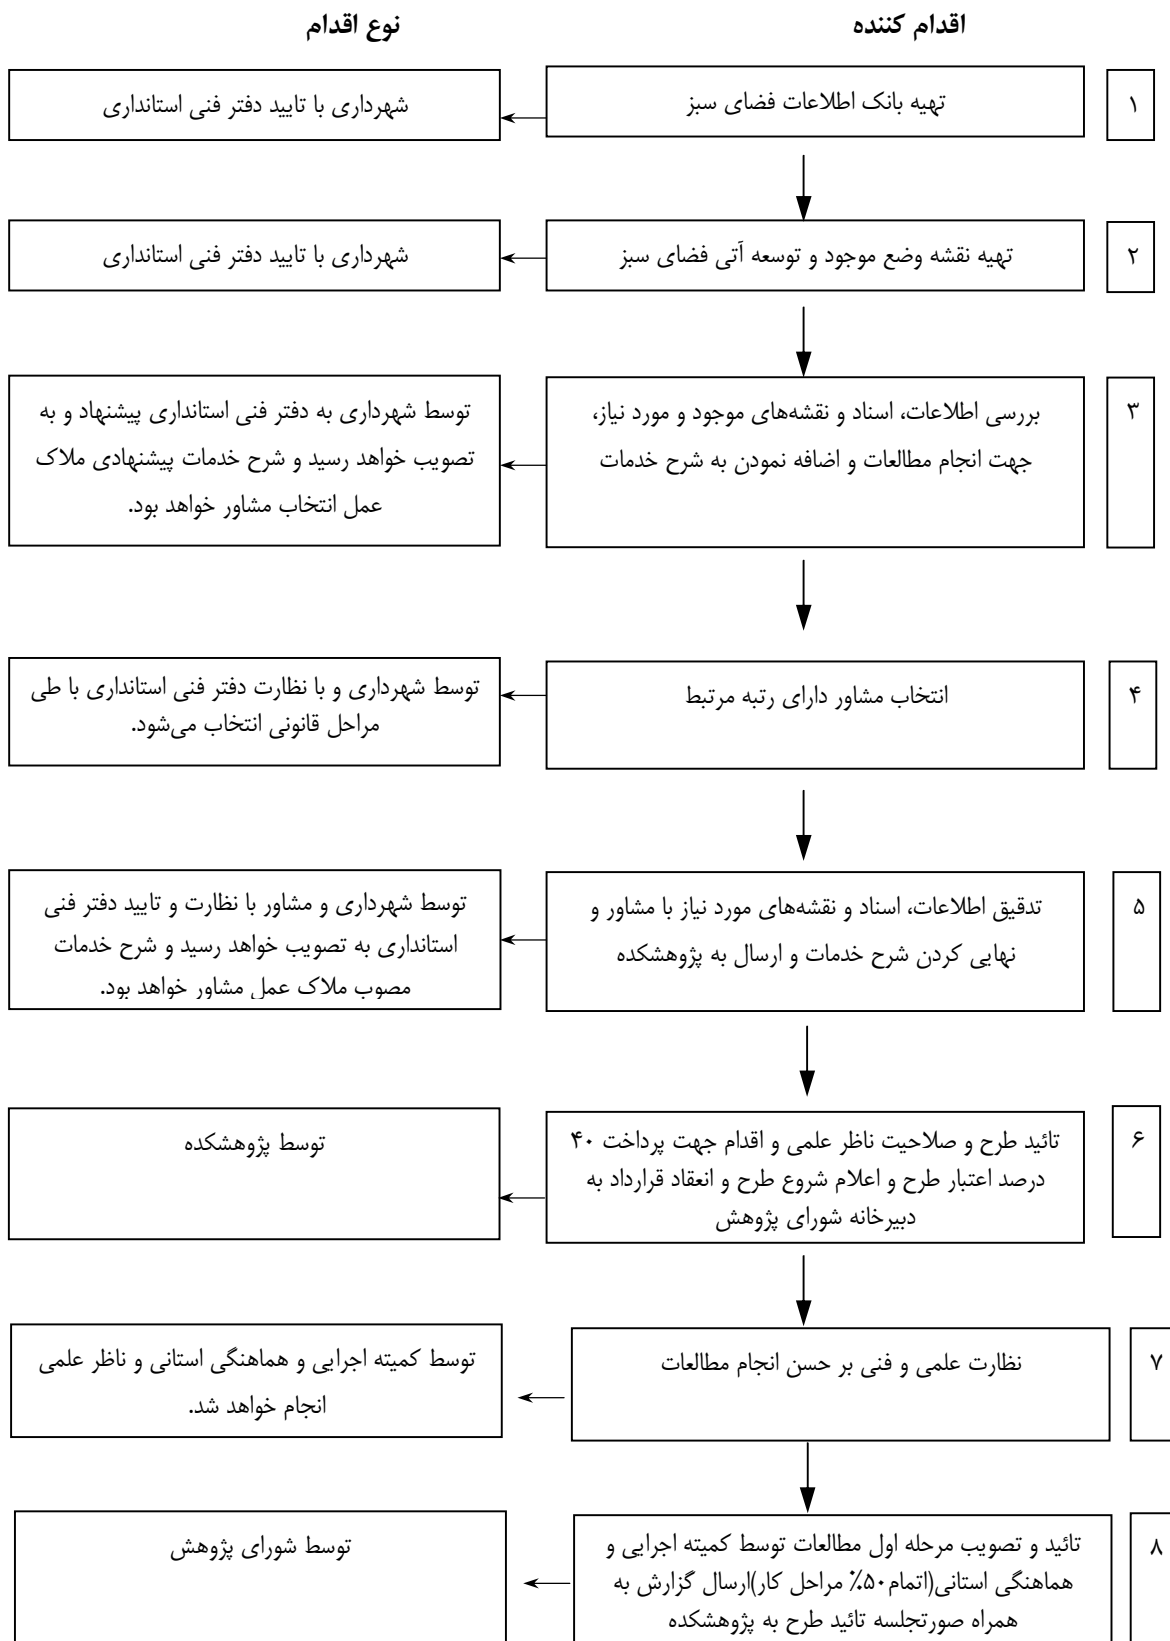 اقدام کننده
نوع اقدام
۱
تهیه بانک اطلاعات فضای سبز
شهرداری با تایید دفتر فنی استانداری
۲
تهیه نقشه وضع موجود و توسعه آتی فضای سبز
شهرداری با تایید دفتر فنی استانداری
۳
بررسی اطلاعات، اسناد و نقشه‌های موجود و مورد نیاز،
جهت انجام مطالعات و اضافه نمودن به شرح خدمات
توسط شهرداری به دفتر فنی استانداری پیشنهاد و به
تصویب خواهد رسید و شرح خدمات پیشنهادی ملاک
عمل انتخاب مشاور خواهد بود.
۴
انتخاب مشاور دارای رتبه مرتبط
توسط شهرداری و با نظارت دفتر فنی استانداری با طی
مراحل قانونی انتخاب می‌شود.
۵
تدقیق اطلاعات، اسناد و نقشه‌های مورد نیاز با مشاور و
نهایی کردن شرح خدمات و ارسال به پژوهشکده
توسط شهرداری و مشاور با نظارت و تایید دفتر فنی
استانداری به تصویب خواهد رسید و شرح خدمات
مصوب ملاک عمل مشاور خواهد بود.
۶
تائید طرح و صلاحیت ناظر علمی و اقدام جهت پرداخت ۴۰
درصد اعتبار طرح و اعلام شروع طرح و انعقاد قرارداد به
دبیرخانه شورای پژوهش
توسط پژوهشکده
۷
نظارت علمی و فنی بر حسن انجام مطالعات
توسط کمیته اجرایی و هماهنگی استانی و ناظر علمی
انجام خواهد شد.
۸
تائید و تصویب مرحله اول مطالعات توسط کمیته اجرایی و
هماهنگی استانی(اتمام۵۰٪ مراحل کار)ارسال گزارش به
همراه صورتجلسه تائید طرح به پژوهشکده
توسط شورای پژوهش